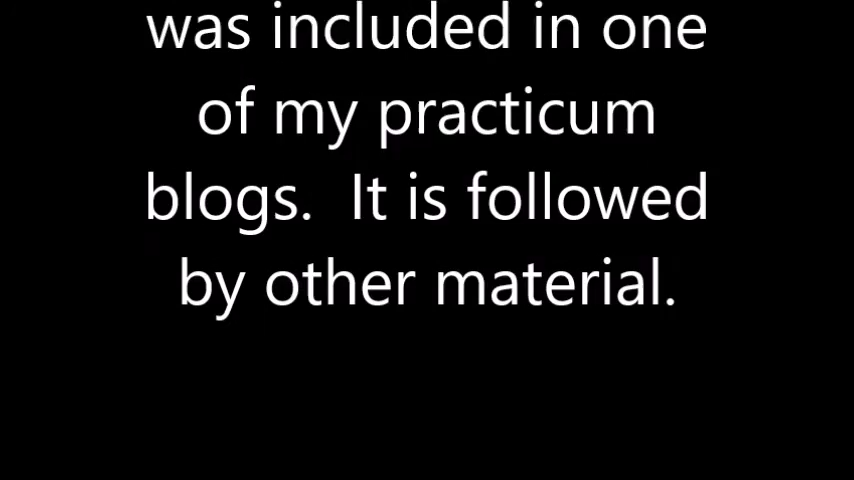 was included in one
of my practicum
blogs.  It is followed
by other material.